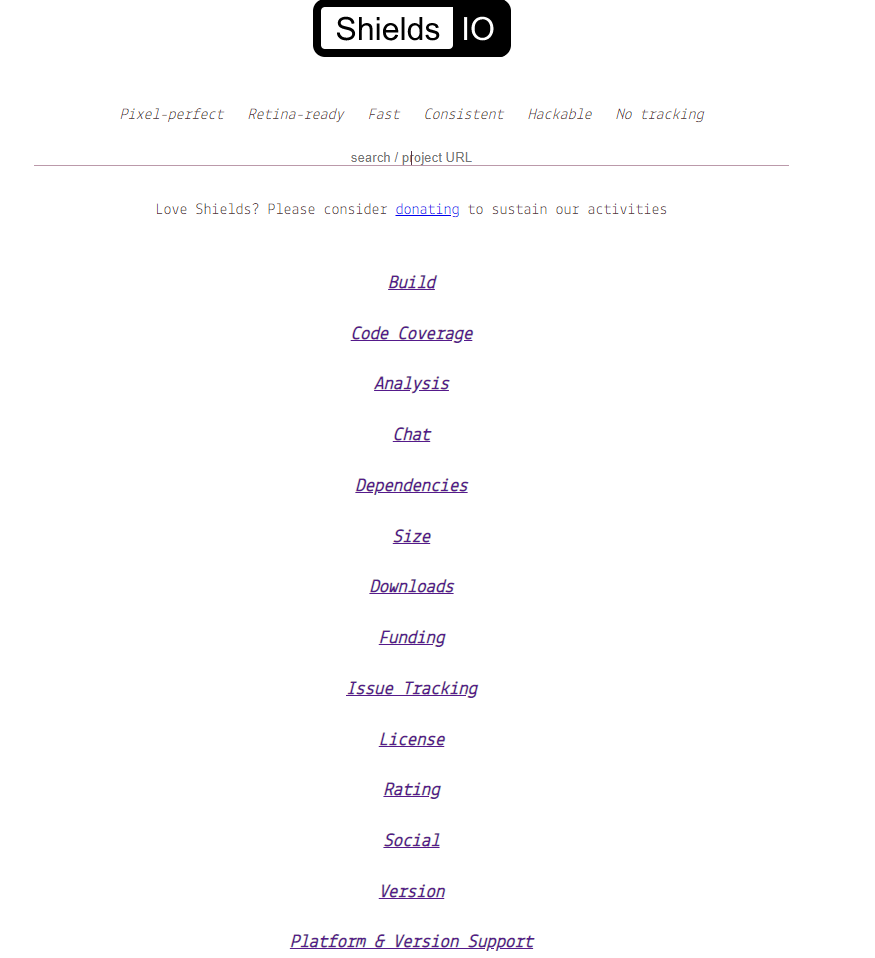 Shields IO
Pixel-perfect Retina-ready Fast Consistent Hackable No tracking
search / project URL
Love Shields? Please consider donating to sustain our activities
Build
Code Coverage
Analysis
Chat
Dependencies
Size
Downloads
Funding
Issue Tracking
License
Rating
Social
Version
Platform & Version Support